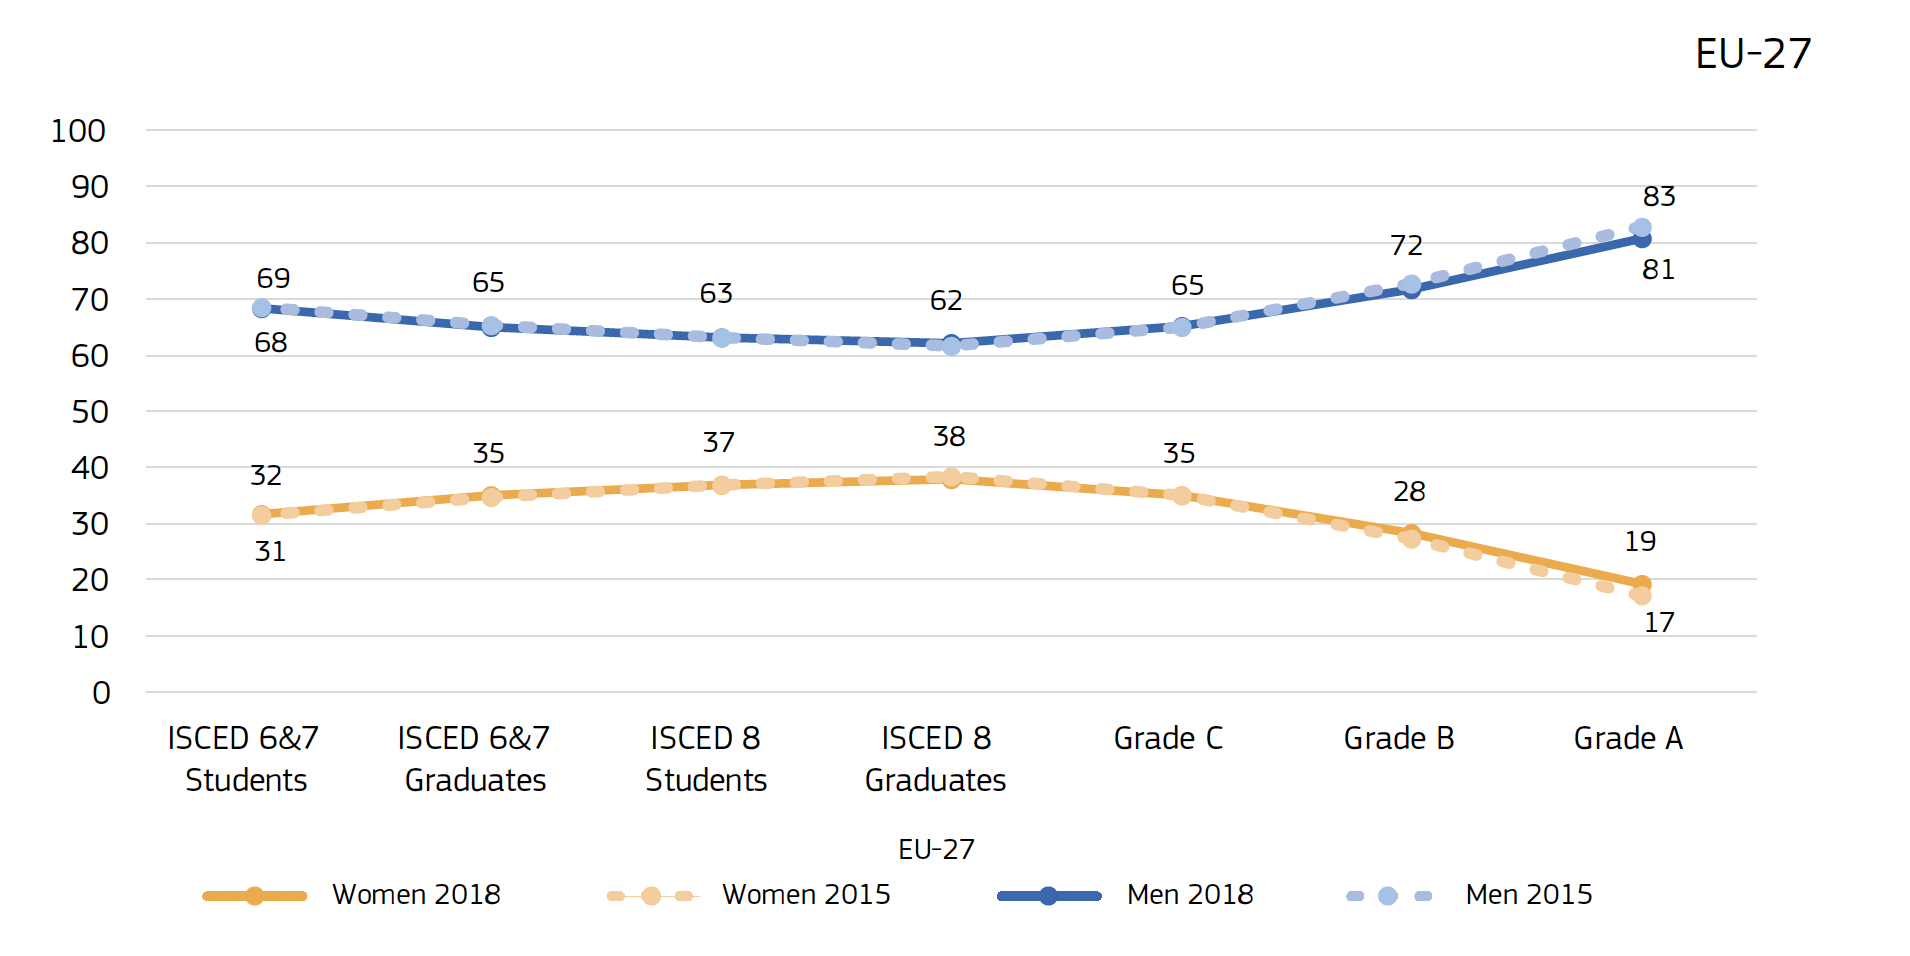 EU-27
100
90
80
70
60
50
40
30
20
10
0
69 65 63 62 65 72 83
68 81
32 35 37 38 35 28 19
31 17
ISCED 6&7 Students
ISCED 6&7 Graduates
ISCED 8 Students
ISCED 8 Graduates
Grade C
Grade B
Grade A
EU-27
Women 2018 Women 2015 Men 2018 Men 2015